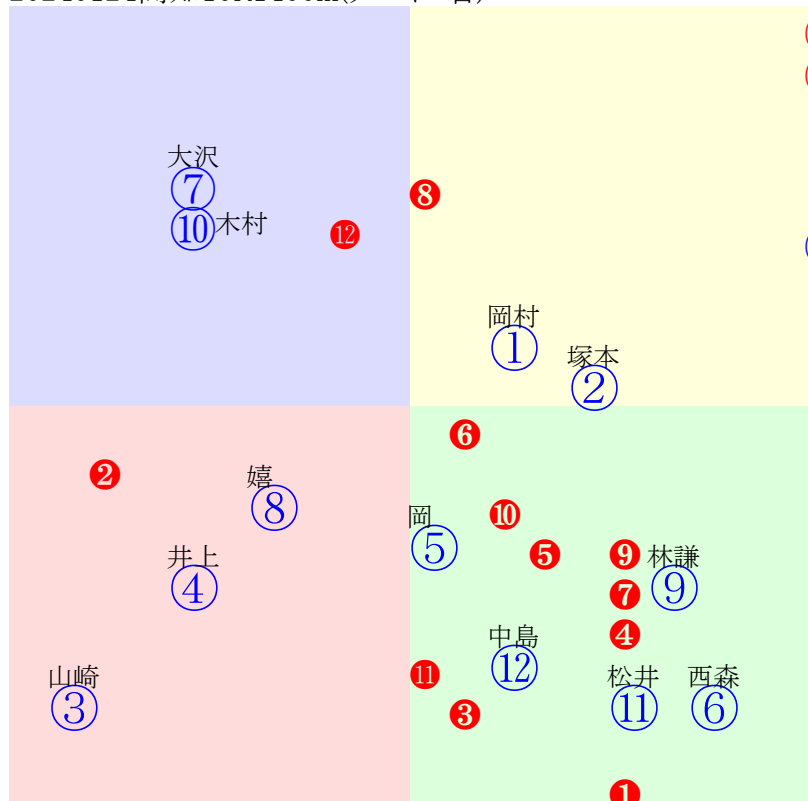 大沢
⑦
❽
⑩木村
⓬
岡村
①
塚本
②
❻
❷
嬉
⑧
❿
岡
⑤
❺
❾
林謙
井上
④
❼
⑨
❹
中島
⑫
山崎
⓫
松井
西森
③
❸
⑪
⑥
❶